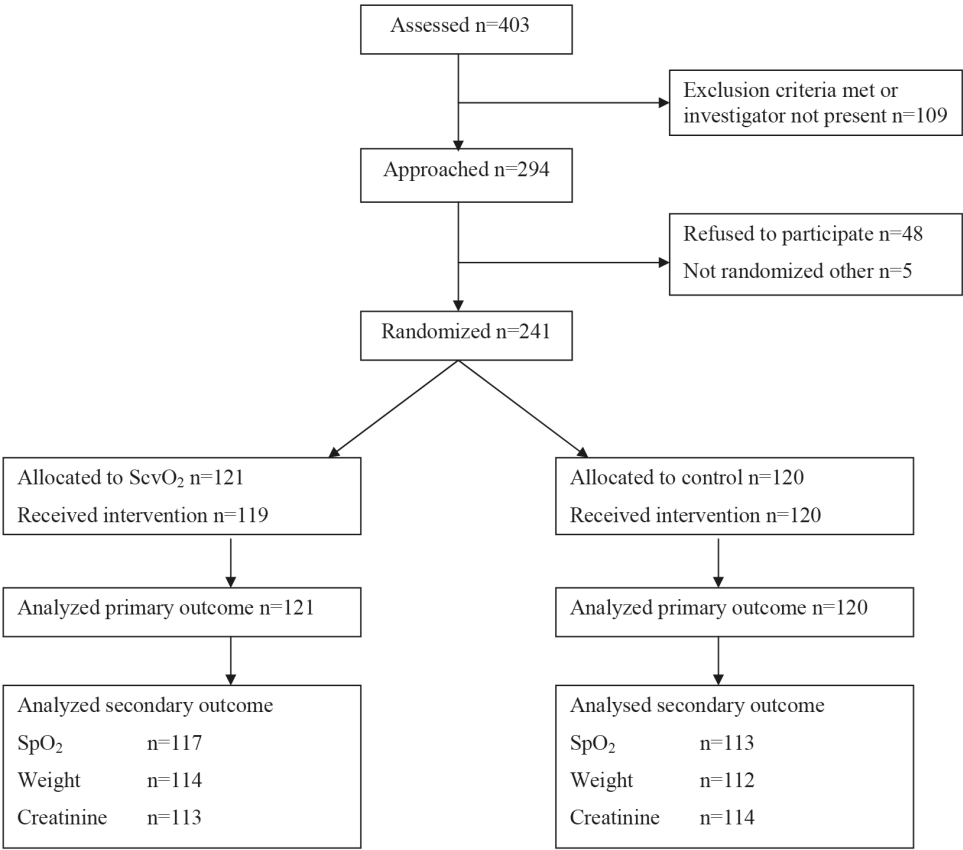 Assessed n=403
Exclusion criteria met or
investigator not present n=109
Approached n=294
Refused to participate n=48
Not randomized other n=5
Randomized n=241
Allocated to ScvO₂ n=121
Received intervention n=119
Allocated to control n=120
Received intervention n=120
Analyzed primary outcome n=121
Analyzed primary outcome n=120
Analyzed secondary outcome
SpO₂ n=117
Weight n=114
Creatinine n=113
Analysed secondary outcome
SpO₂ n=113
Weight n=112
Creatinine n=114